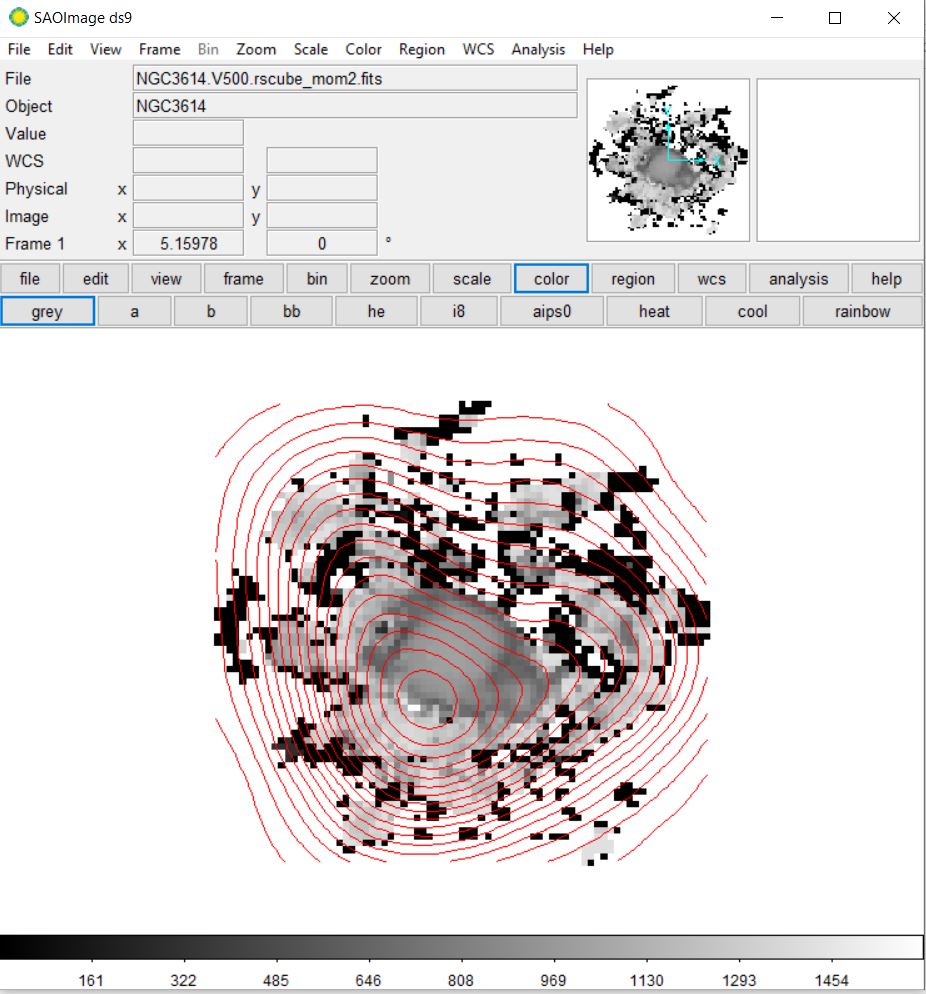 SAOImage ds9
File Edit View Frame Bin Zoom Scale Color Region WCS Analysis Help
File NGC3614.V500.rscube_mom2.fits
Object NGC3614
Value
WCS
Physical x y
Image x y
Frame 1 x 5.15978 0 °
file edit view frame bin zoom scale color region wcs analysis help
grey a b bb he i8 aips0 heat cool rainbow
161 322 485 646 808 969 1130 1293 1454